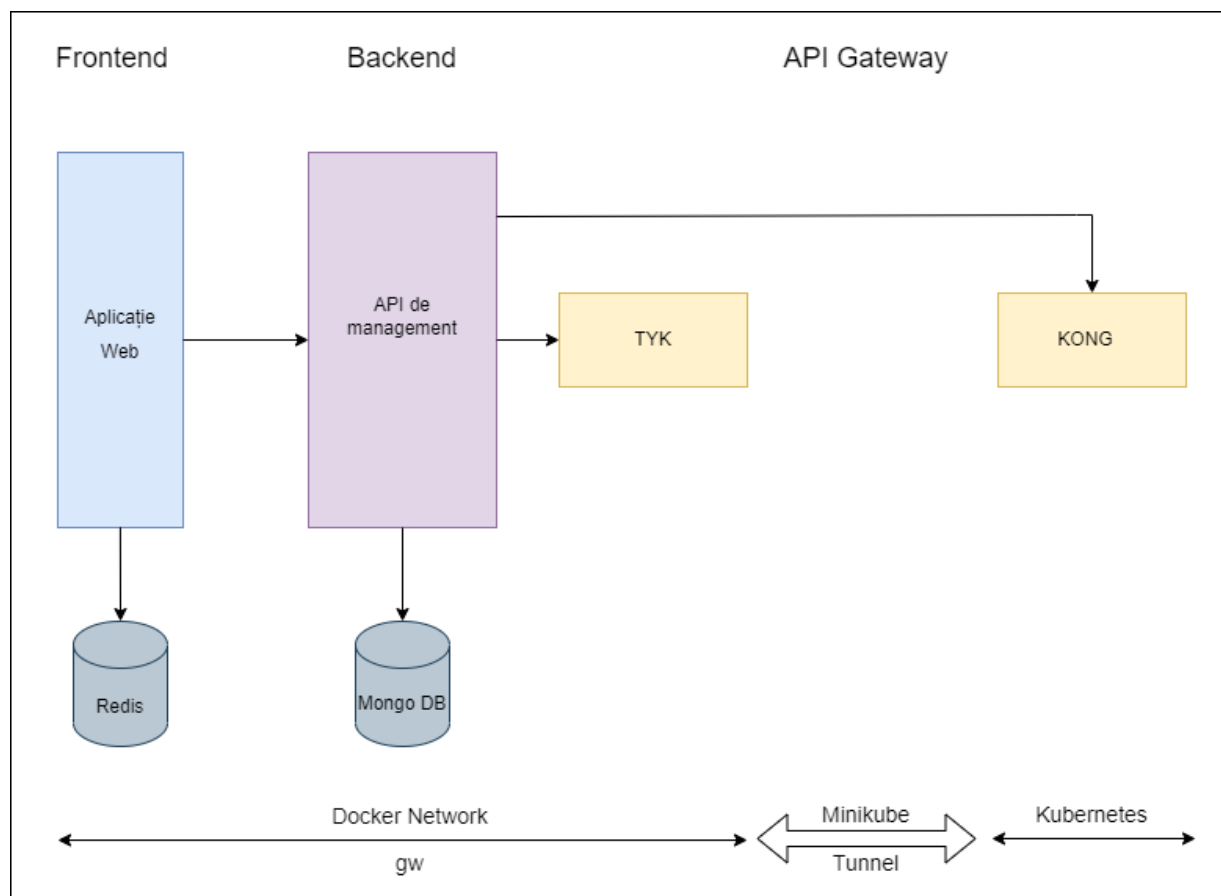 Frontend
Backend
API Gateway
Aplicație
Web
API de
management
TYK
KONG
Redis
Mongo DB
Docker Network
gw
Minikube
Tunnel
Kubernetes